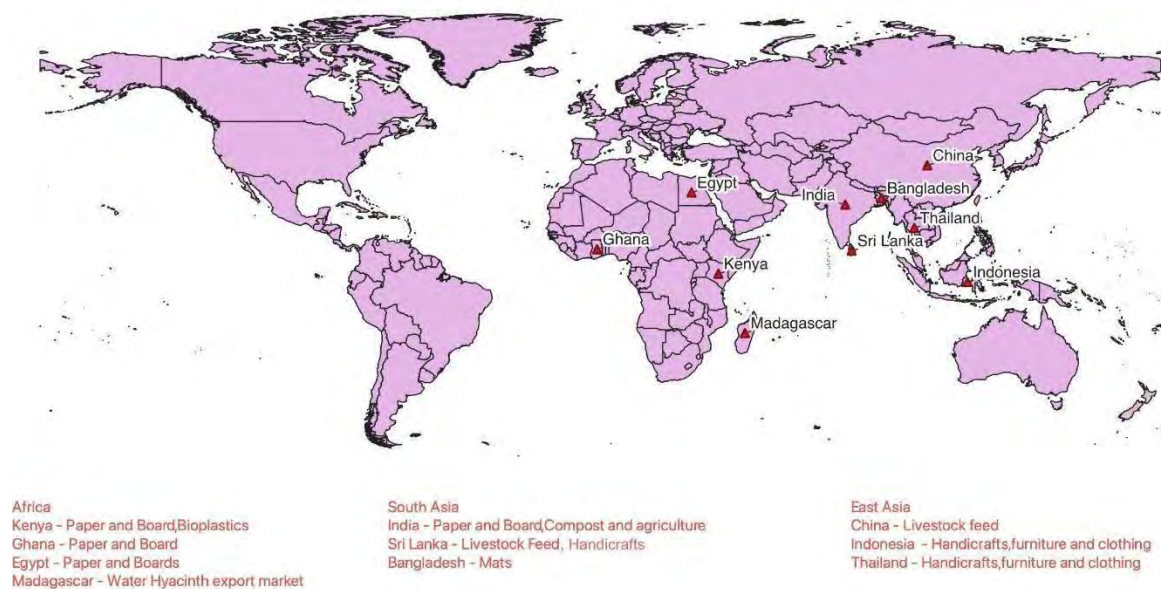 China
Egypt
India
Bangladesh
Thailand
Ghana
Sri Lanka
Kenya
Indonesia
Madagascar
Africa
Kenya - Paper and Board,Bioplastics
Ghana - Paper and Board
Egypt - Paper and Boards
Madagascar - Water Hyacinth export market
South Asia
India - Paper and Board,Compost and agriculture
Sri Lanka - Livestock Feed, Handicrafts
Bangladesh - Mats
East Asia
China - Livestock feed
Indonesia - Handicrafts,furniture and clothing
Thailand - Handicrafts,furniture and clothing